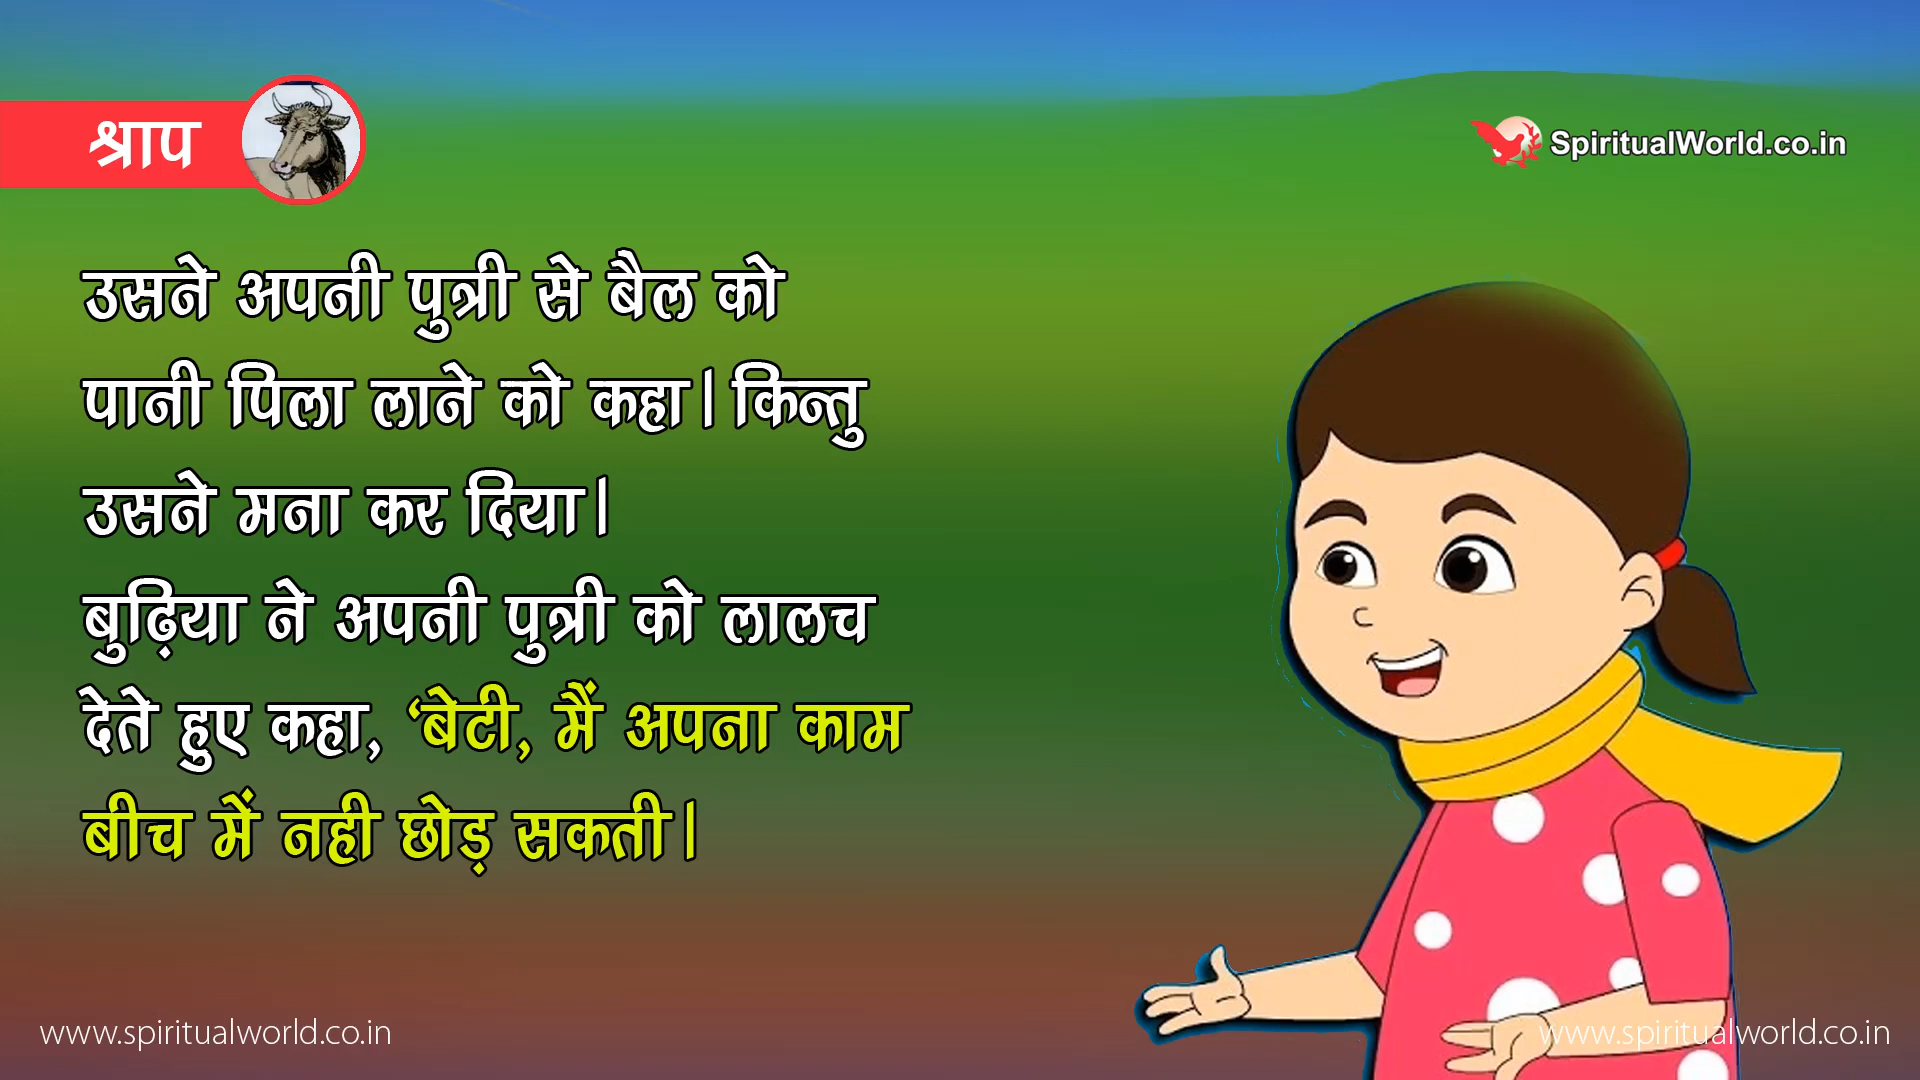 श्राप
SpiritualWorld.co.in
उसने अपनी पुत्री से बैल को
पानी पिला लाने को कहा। किन्तु
उसने मना कर दिया।
बुढ़िया ने अपनी पुत्री को लालच
देते हुए कहा, ‘बेटी, मैं अपना काम
बीच में नही छोड़ सकती।
www.spiritualworld.co.in
www.spiritualworld.co.in